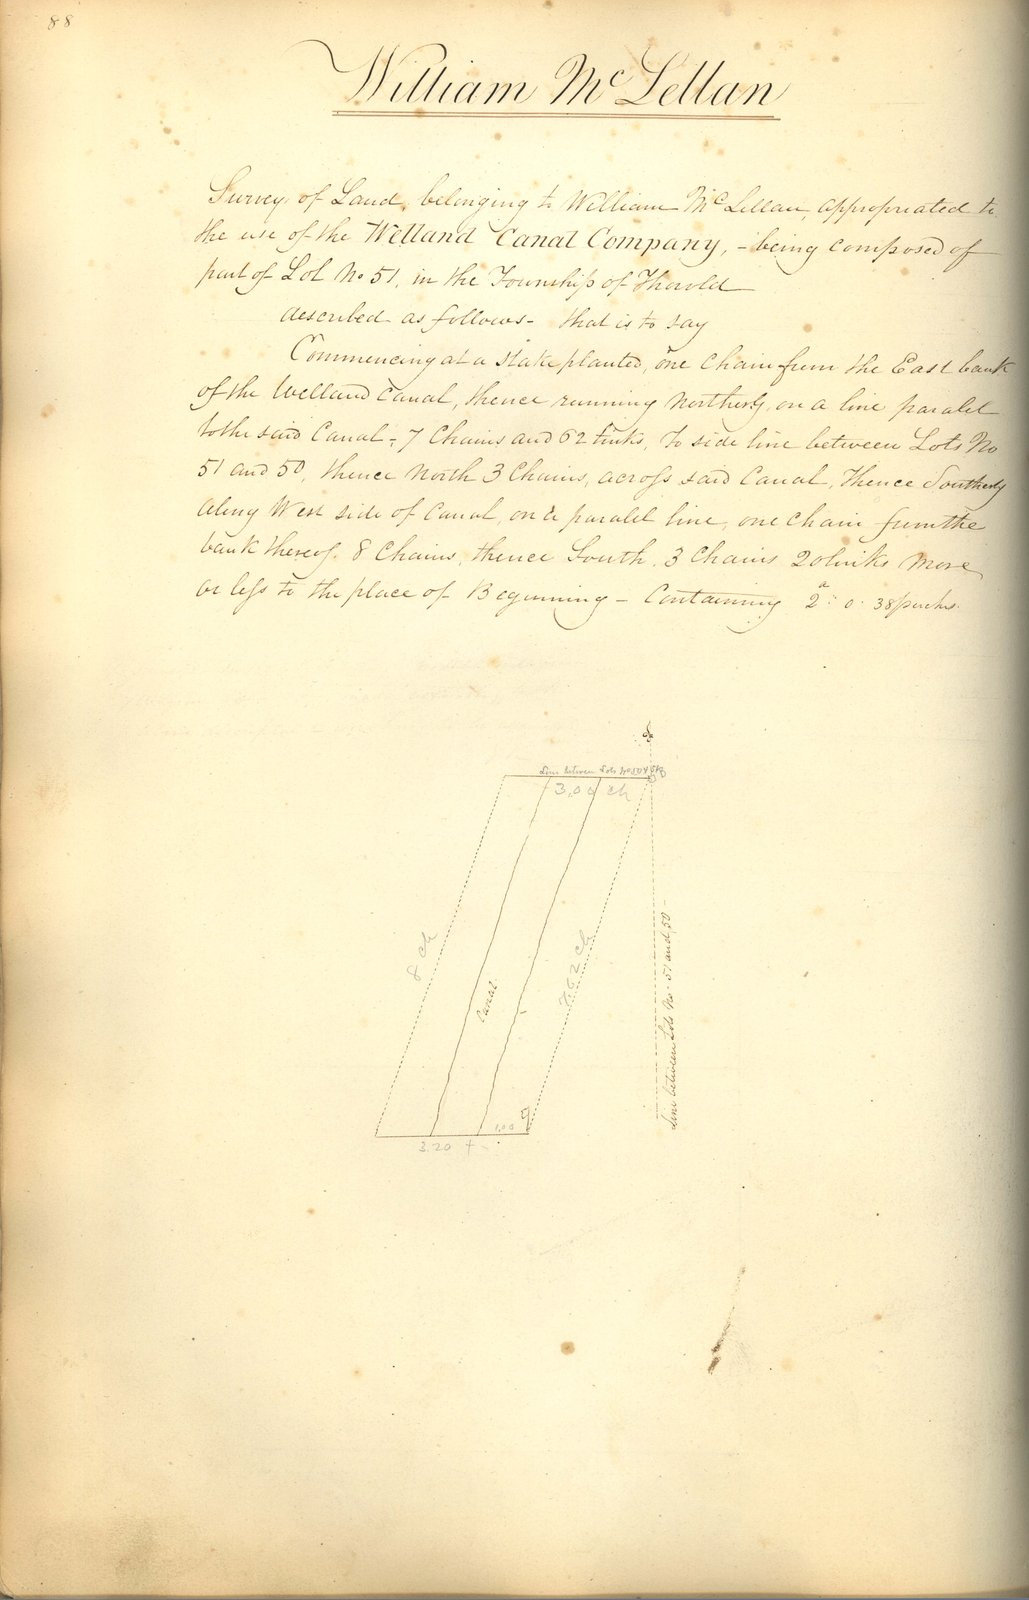 88
William Mc Lellan
Survey of Land, belonging to William McLellan, appropriated to
the use of the Welland Canal Company, - being composed of
part of Lot No 51, in the Township of Thorold
described as follows - that is to say
Commencing at a stake planted, one Chain from the East bank
of the Welland Canal, thence running Northerly, on a line paralel
to the said Canal - 7 Chains and 62 links, to side line between Lots No
51 and 50, thence North 3 Chains, across said Canal, thence Southerly
along West side of Canal, on a paralel line, one chain from the
bank thereof 8 Chains, thence South, 3 Chains 20 links more
or less to the place of Beginning - Containing 2a : 0 : 38 perches.
Line between Lots No
3.00 ch
8 ch
Canal
7.62 ch
Line between Lots No 51 and 50
1.00
3.20